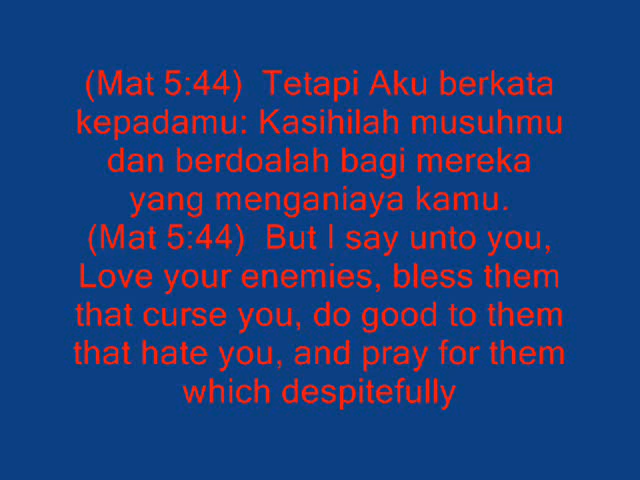 (Mat 5:44)  Tetapi Aku berkata
kepadamu: Kasihilah musuhmu
dan berdoalah bagi mereka
yang menganiaya kamu.
(Mat 5:44)  But I say unto you,
Love your enemies, bless them
that curse you, do good to them
that hate you, and pray for them
which despitefully